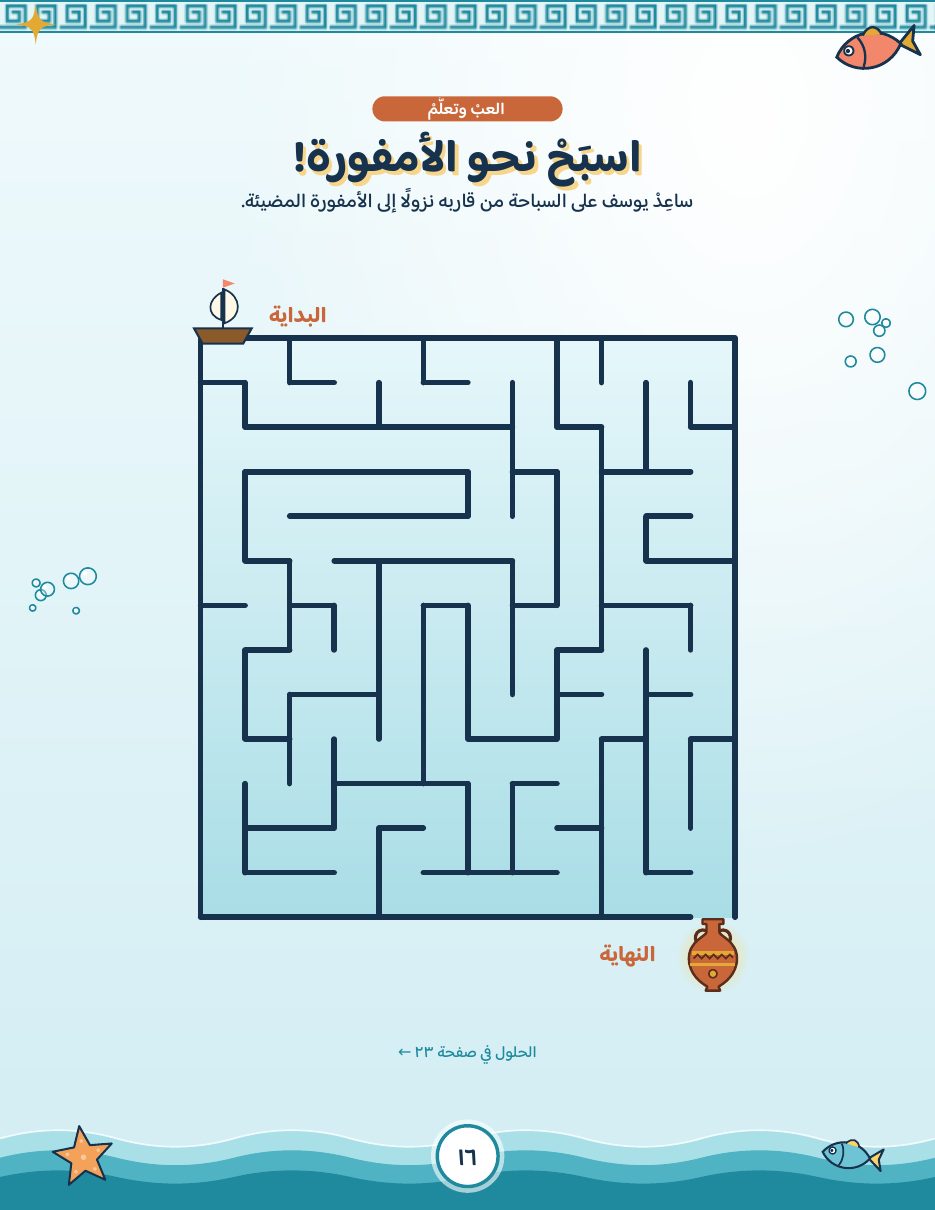 العبْ وتعلّمْ
اسبَحْ نحو الأمفورة!
ساعِدْ يوسف على السباحة من قاربه نزولًا إلى الأمفورة المضيئة.
البداية
النهاية
الحلول في صفحة ٢٣ ←
١٦